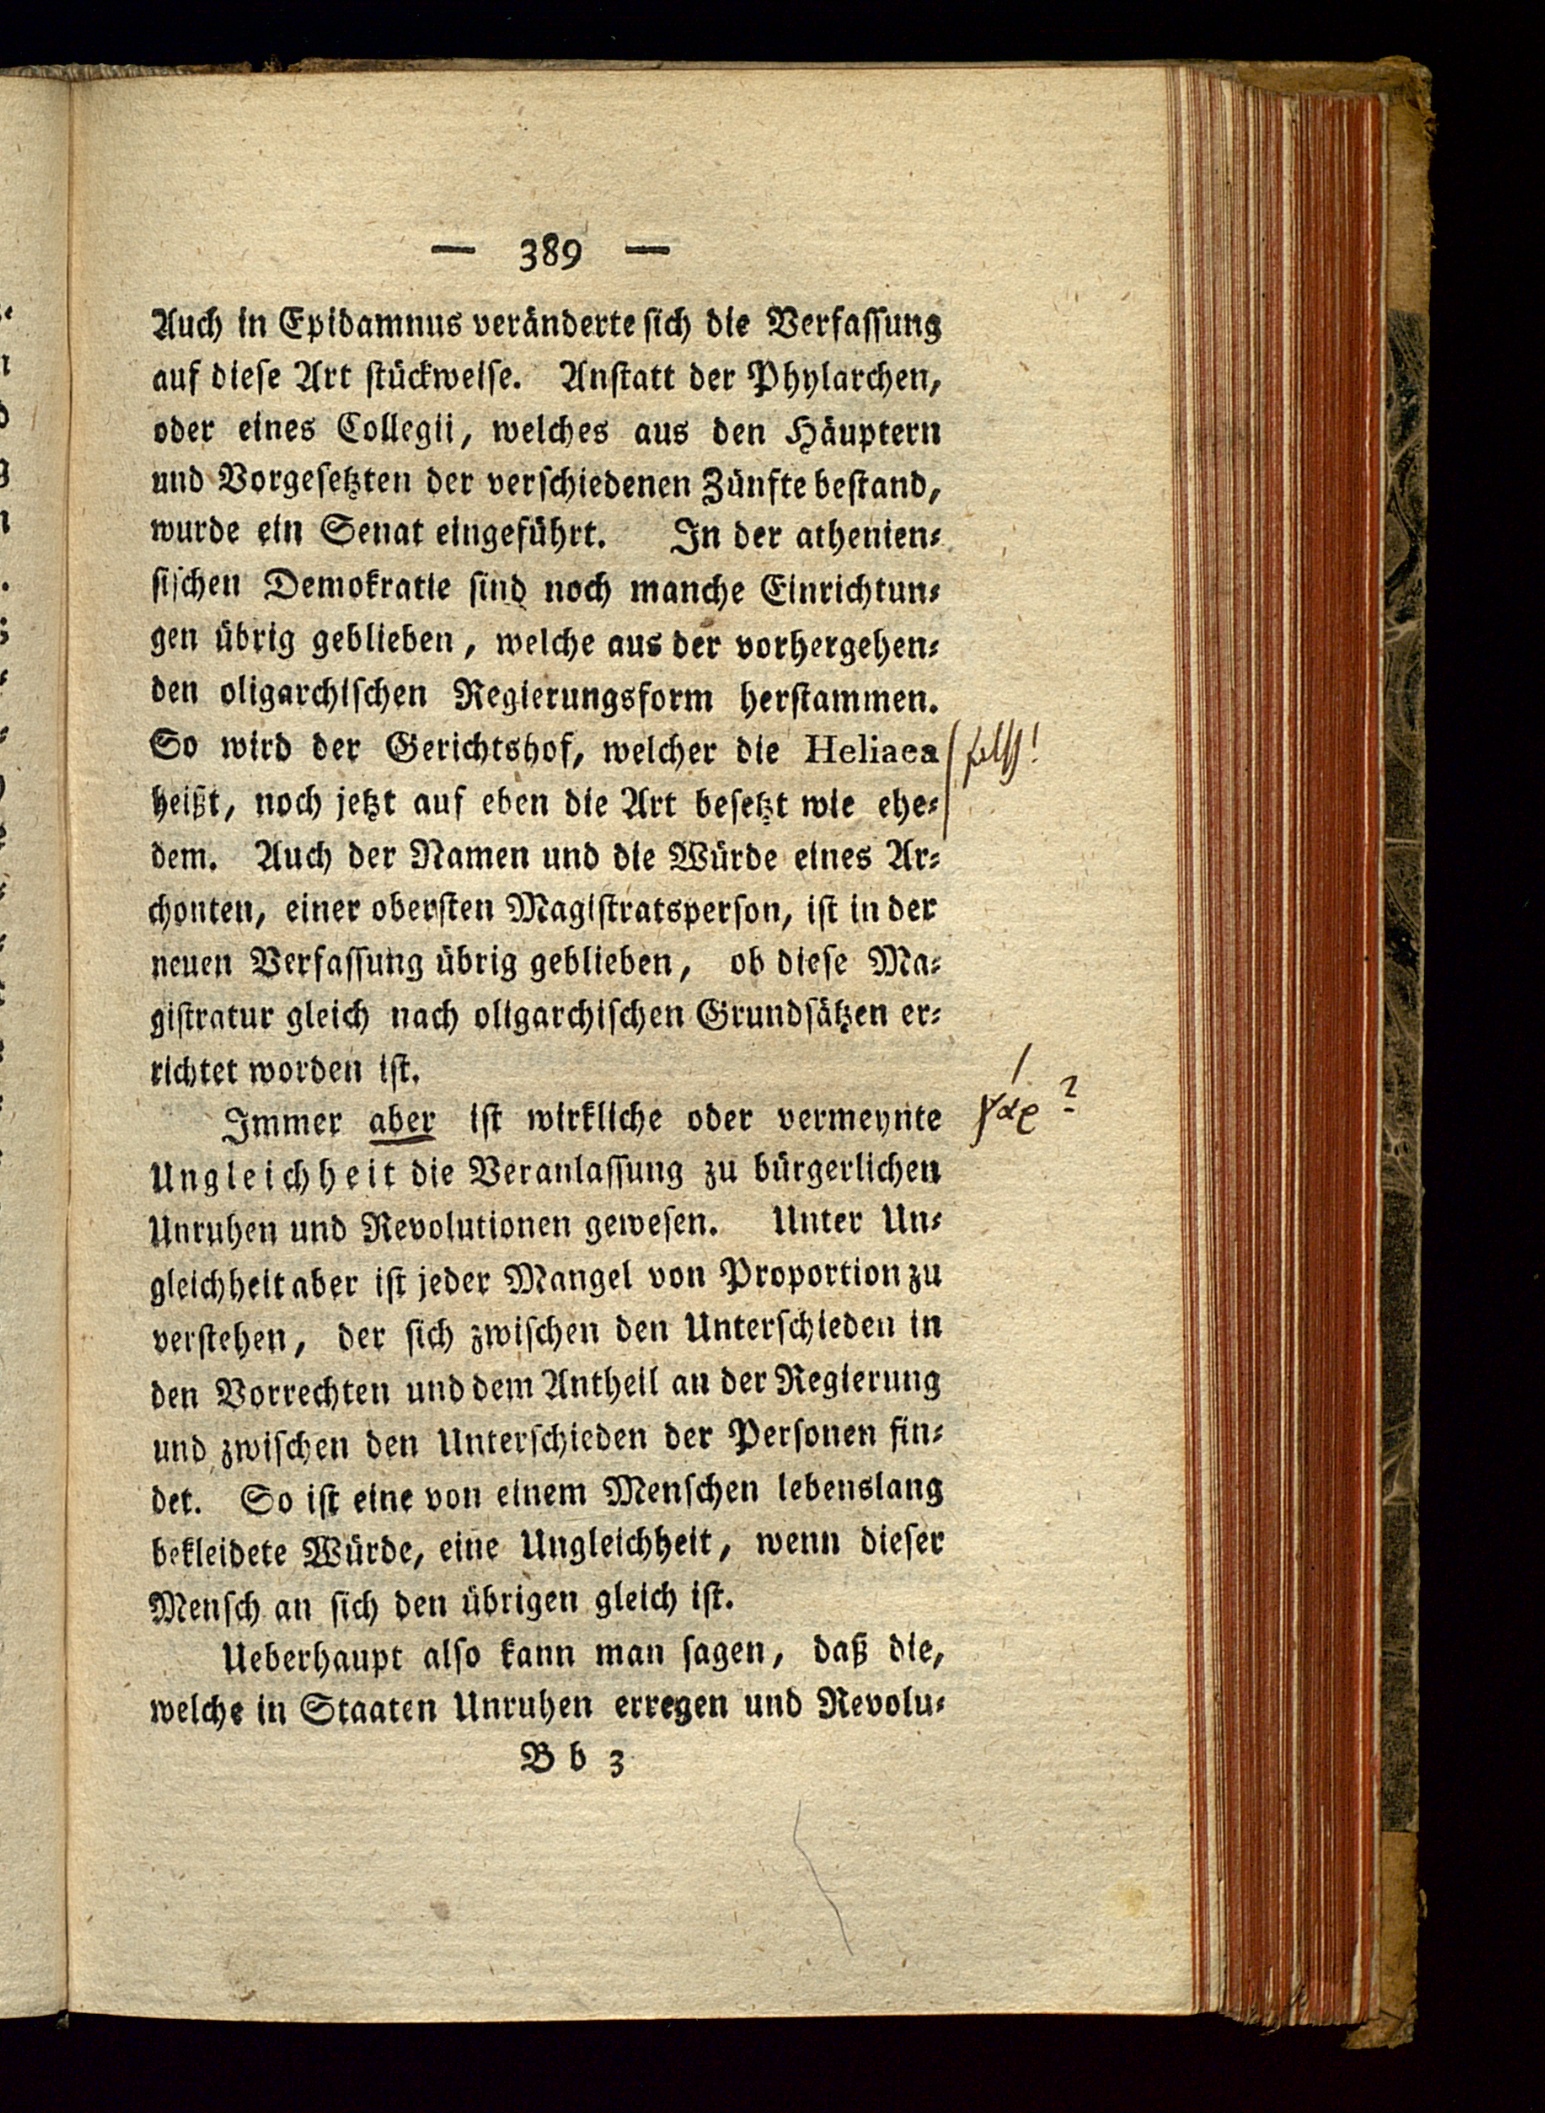 — 389 —
Auch in Epidamnus veränderte sich die Verfassung
auf diese Art stückweise. Anstatt der Phylarchen,
oder eines Collegii, welches aus den Häuptern
und Vorgesetzten der verschiedenen Zünfte bestand,
wurde ein Senat eingeführt. In der athenien-
sischen Demokratie sind noch manche Einrichtun-
gen übrig geblieben, welche aus der vorhergehen-
den oligarchischen Regierungsform herstammen.
So wird der Gerichtshof, welcher die Heliaea
falsch!
heißt, noch jetzt auf eben die Art besetzt wie ehe-
dem. Auch der Namen und die Würde eines Ar-
chonten, einer obersten Magistratsperson, ist in der
neuen Verfassung übrig geblieben, ob diese Ma-
gistratur gleich nach oligarchischen Grundsätzen er-
richtet worden ist.
Immer aber ist wirkliche oder vermeynte
γὰρ?
Ungleichheit die Veranlassung zu bürgerlichen
Unruhen und Revolutionen gewesen. Unter Un-
gleichheit aber ist jeder Mangel von Proportion zu
verstehen, der sich zwischen den Unterschieden in
den Vorrechten und dem Antheil an der Regierung
und zwischen den Unterschieden der Personen fin-
det. So ist eine von einem Menschen lebenslang
bekleidete Würde, eine Ungleichheit, wenn dieser
Mensch an sich den übrigen gleich ist.
Ueberhaupt also kann man sagen, daß die,
welche in Staaten Unruhen erregen und Revolu-
B b 3